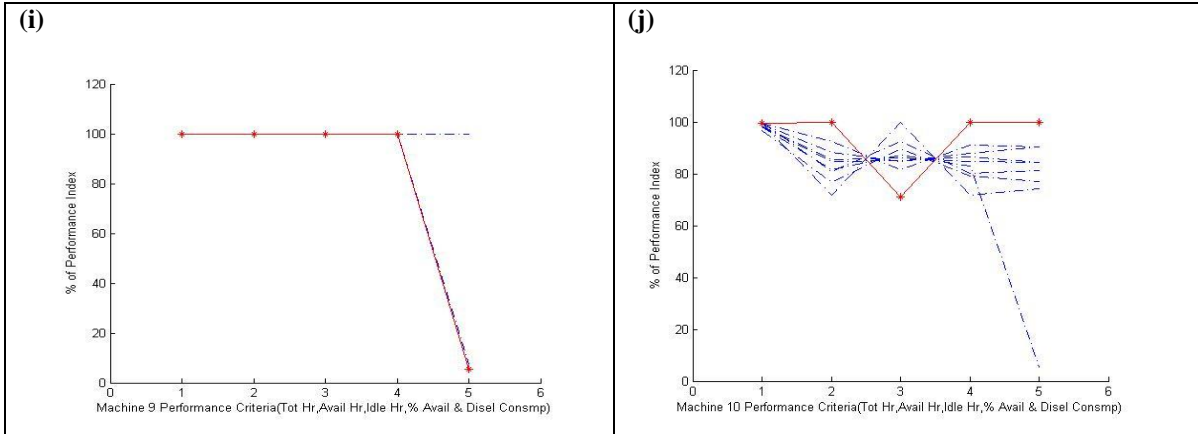 (i)
120
100
80
60
40
20
0
% of Performance Index
0 1 2 3 4 5 6
Machine 9 Performance Criteria(Tot Hr,Avail Hr,Idle Hr,% Avail & Disel Consmp)
(j)
120
100
80
60
40
20
0
% of Performance Index
0 1 2 3 4 5 6
Machine 10 Performance Criteria(Tot Hr,Avail Hr,Idle Hr,% Avail & Disel Consmp)